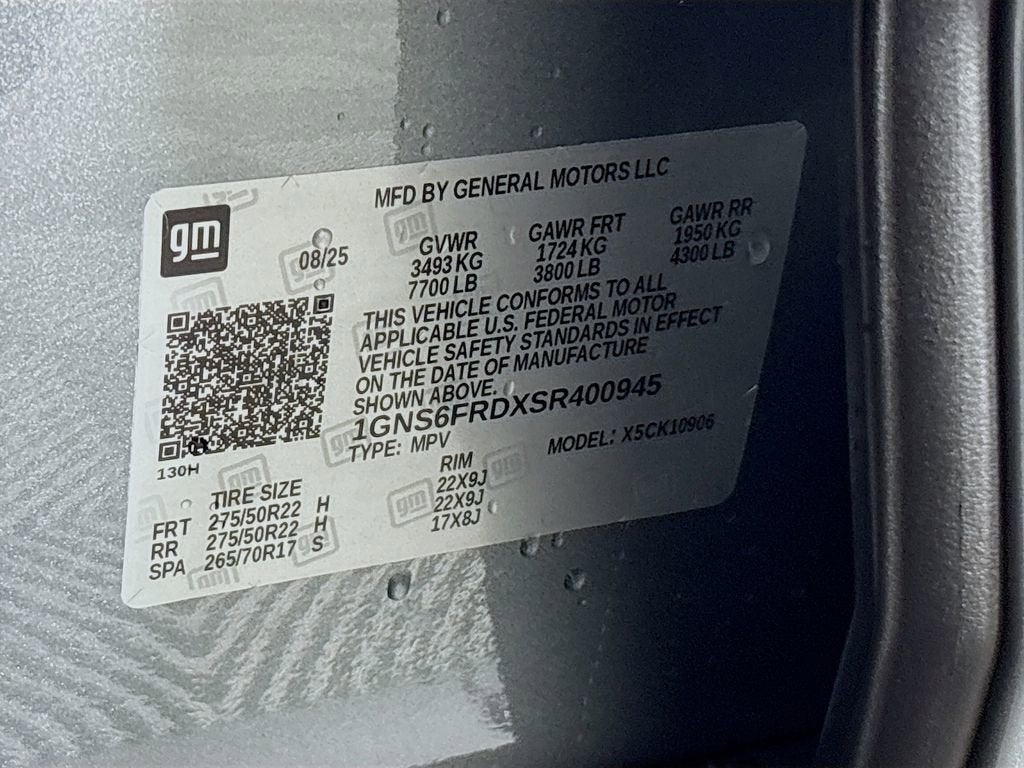 MFD BY GENERAL MOTORS LLC
gm
08/25
GVWR GAWR FRT GAWR RR
3493 KG 1724 KG 1950 KG
7700 LB 3800 LB 4300 LB
THIS VEHICLE CONFORMS TO ALL
APPLICABLE U.S. FEDERAL MOTOR
VEHICLE SAFETY STANDARDS IN EFFECT
ON THE DATE OF MANUFACTURE
SHOWN ABOVE.
1GNS6FRDXSR400945
TYPE: MPV MODEL: X5CK10906
130H
TIRE SIZE RIM
FRT 275/50R22 H 22X9J
RR 275/50R22 H 22X9J
SPA 265/70R17 S 17X8J